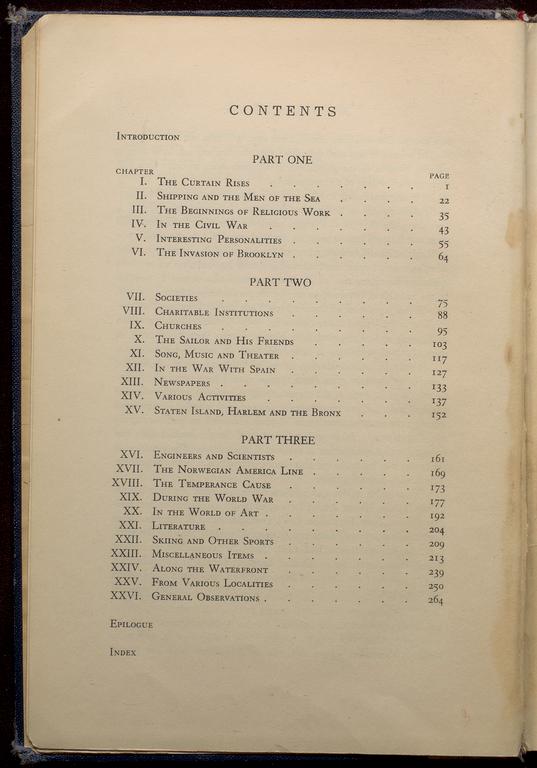 CONTENTS
INTRODUCTION
PART ONE
CHAPTER PAGE
I. THE CURTAIN RISES . . . . . . . 1
II. SHIPPING AND THE MEN OF THE SEA . . . . 22
III. THE BEGINNINGS OF RELIGIOUS WORK . . . . 35
IV. IN THE CIVIL WAR . . . . . . . 43
V. INTERESTING PERSONALITIES . . . . . . 55
VI. THE INVASION OF BROOKLYN . . . . . . 64
PART TWO
VII. SOCIETIES . . . . . . . . 75
VIII. CHARITABLE INSTITUTIONS . . . . . 88
IX. CHURCHES . . . . . . . . 95
X. THE SAILOR AND HIS FRIENDS . . . . . 103
XI. SONG, MUSIC AND THEATER . . . . . . 117
XII. IN THE WAR WITH SPAIN . . . . . . 127
XIII. NEWSPAPERS . . . . . . . . . 133
XIV. VARIOUS ACTIVITIES . . . . . . . 137
XV. STATEN ISLAND, HARLEM AND THE BRONX . . . 152
PART THREE
XVI. ENGINEERS AND SCIENTISTS . . . . . . 161
XVII. THE NORWEGIAN AMERICA LINE . . . . . 169
XVIII. THE TEMPERANCE CAUSE . . . . . . 173
XIX. DURING THE WORLD WAR . . . . . . 177
XX. IN THE WORLD OF ART . . . . . . . 192
XXI. LITERATURE . . . . . . . . . 204
XXII. SKIING AND OTHER SPORTS . . . . . . 209
XXIII. MISCELLANEOUS ITEMS . . . . . . . 213
XXIV. ALONG THE WATERFRONT . . . . . . 239
XXV. FROM VARIOUS LOCALITIES . . . . . . 250
XXVI. GENERAL OBSERVATIONS . . . . . . . 264
EPILOGUE
INDEX